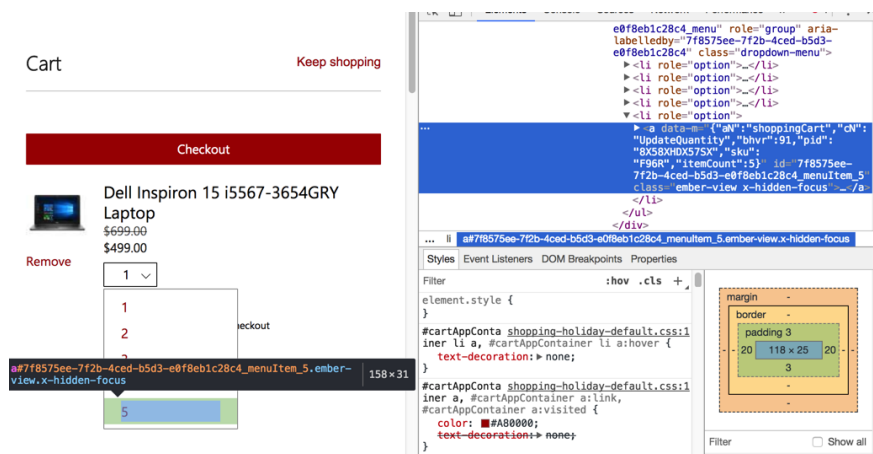 Cart
Keep shopping
Checkout
Dell Inspiron 15 i5567-3654GRY
Laptop
$699.00
$499.00
Remove
1
1
2
heckout
a#7f8575ee-7f2b-4ced-b5d3-e0f8eb1c28c4_menuItem_5.ember-
view.x-hidden-focus
158×31
5
e0f8eb1c28c4_menu" role="group" aria-
labelledby="7f8575ee-7f2b-4ced-b5d3-
e0f8eb1c28c4" class="dropdown-menu">
▶<li role="option">…</li>
▶<li role="option">…</li>
▶<li role="option">…</li>
▶<li role="option">…</li>
▼<li role="option">
… ▶<a data-m="{"aN":"shoppingCart","cN":
"UpdateQuantity","bhvr":91,"pid":
"8X58XHDX57SX","sku":
"F96R","itemCount":5}" id="7f8575ee-
7f2b-4ced-b5d3-e0f8eb1c28c4_menuItem_5"
class="ember-view x-hidden-focus">…</a>
</li>
</ul>
</div>
… li a#7f8575ee-7f2b-4ced-b5d3-e0f8eb1c28c4_menuItem_5.ember-view.x-hidden-focus
Styles Event Listeners DOM Breakpoints Properties
Filter :hov .cls +
element.style {
}
#cartAppConta shopping-holiday-default.css:1
iner li a, #cartAppContainer li a:hover {
text-decoration:▶ none;
}
#cartAppConta shopping-holiday-default.css:1
iner a, #cartAppContainer a:link,
#cartAppContainer a:visited {
color: #A80000;
text-decoration:▶ none;
}
margin -
border -
padding 3
- - 20 118 × 25 20 - -
3
-
-
Filter Show all